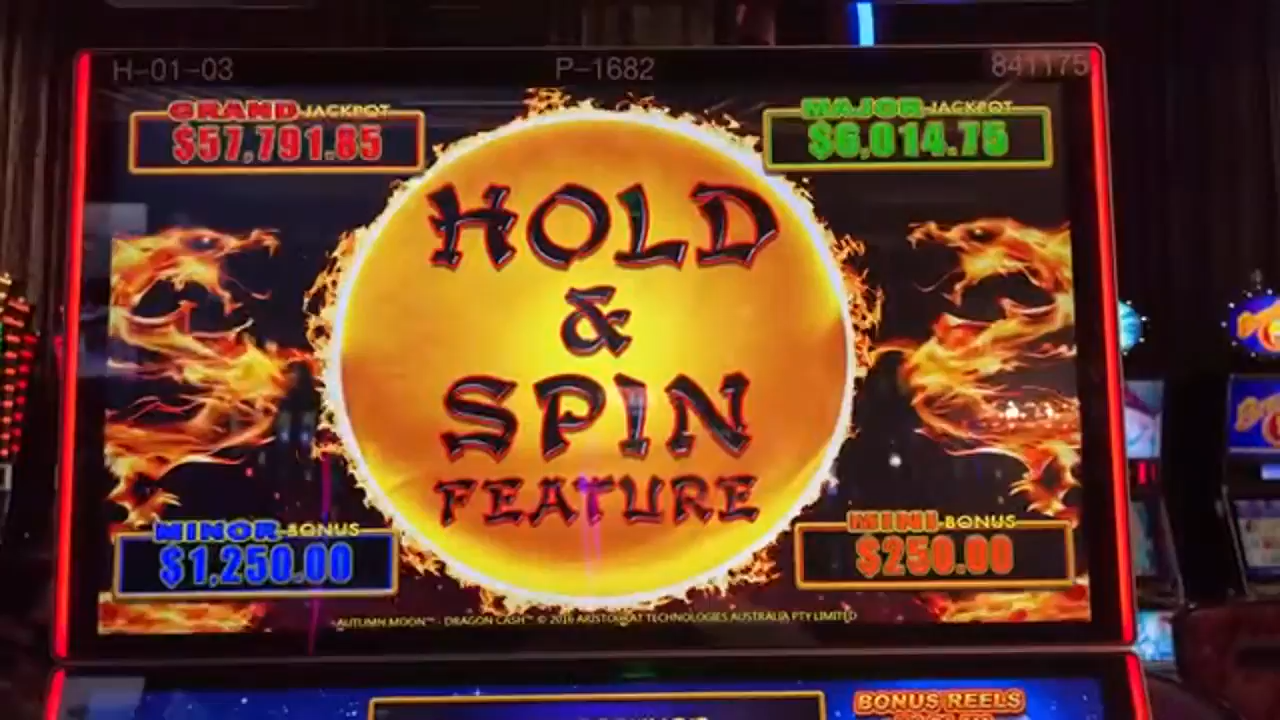 H-01-03 P-1682 841175
GRAND JACKPOT
$57,791.85
MAJOR JACKPOT
$6,014.75
HOLD
&
SPIN
FEATURE
MINOR BONUS
$1,250.00
MINI BONUS
$250.00
AUTUMN MOON™ - DRAGON CASH™ © 2016 ARISTOCRAT TECHNOLOGIES AUSTRALIA PTY LIMITED
BONUS REELS